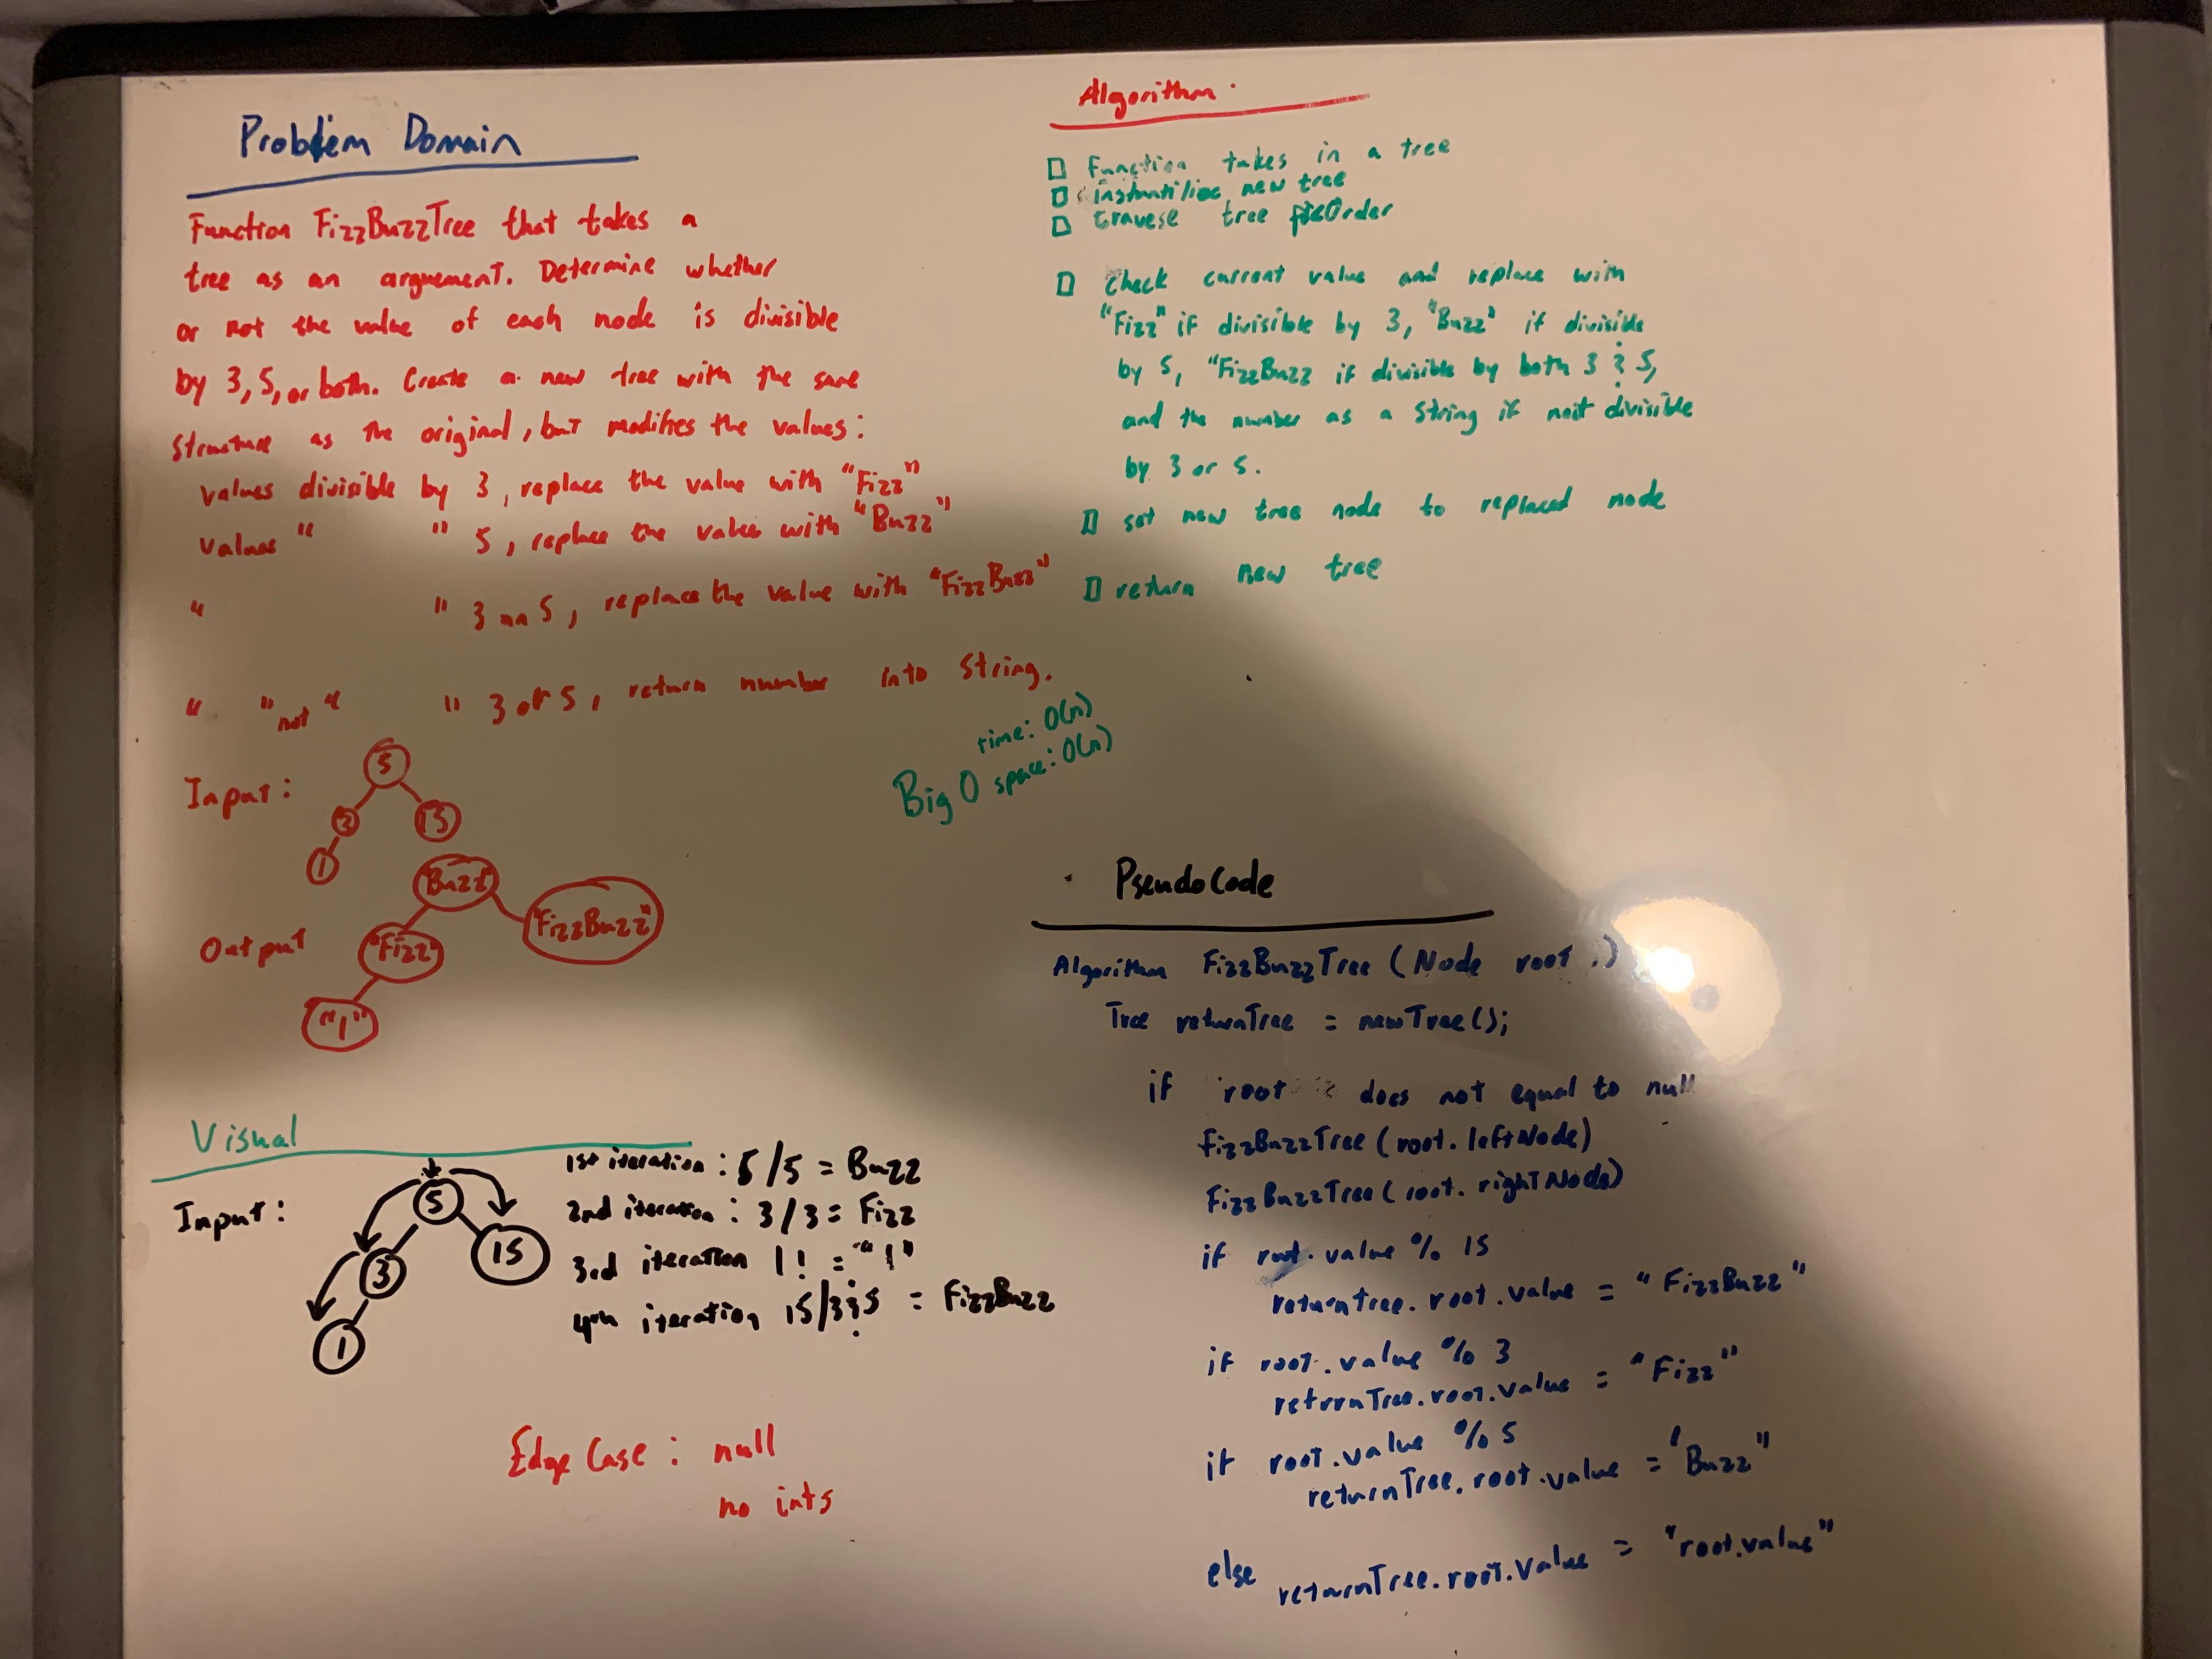 Problem Domain
Function FizzBuzzTree that takes a
tree as an arguement. Determine whether
or not the value of each node is divisible
by 3, 5, or both. Create a new tree with the same
structure as the original, but modifies the values:
values divisible by 3, replace the value with "Fizz"
values " " 5, replace the value with "Buzz"
" " 3 and 5, replace the value with "FizzBuzz"
" "not" " 3 or 5, return number into string.
Input:
5
3
15
1
Output
Buzz
"Fizz"
"FizzBuzz"
"1"
Big O
time: O(n)
space: O(n)
Visual
Input:
5
3
15
1
1st iteration: 5/5 = Buzz
2nd iteration: 3/3 = Fizz
3rd iteration 1! = "1"
4th iteration 15/3 & 5 = FizzBuzz
Edge Case: null
no ints
Algorithm
Function takes in a tree
new tree
travese tree preOrder
Check current value and replace with
"Fizz" if divisible by 3, "Buzz" if divisible
by 5, "FizzBuzz if divisible by both 3 & 5,
and the number as a string if divisible
by 3 or 5.
set new tree node to replaced node
return new tree
PseudoCode
Algorithm FizzBuzzTree (Node root)
Tree returnTree = new Tree();
if root does not equal to null
FizzBuzzTree (root.leftNode)
FizzBuzzTree (root.rightNode)
if root.value % 15
returnTree.root.value = "FizzBuzz"
if root.value % 3
returnTree.root.value = "Fizz"
if root.value % 5
returnTree.root.value = 'Buzz"
else returnTree.root.value = "root.value"